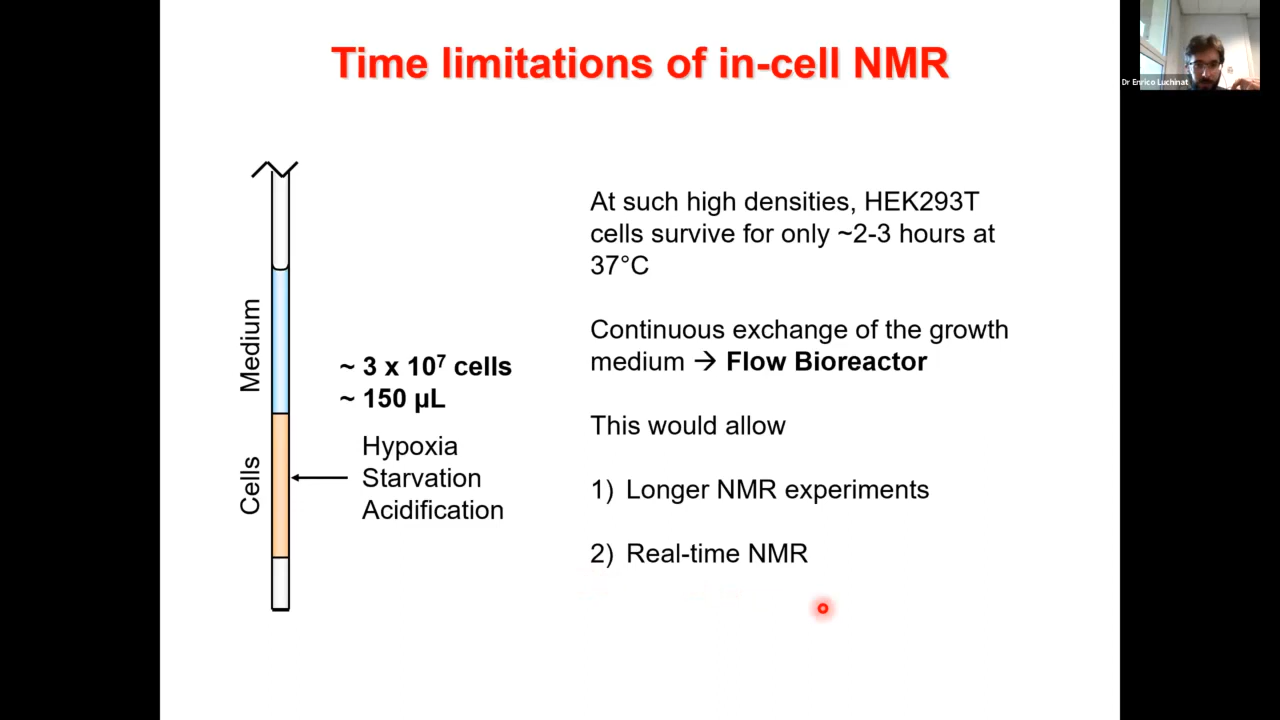 Time limitations of in-cell NMR
Dr Enrico Luchinat
Medium
Cells
~ 3 x 10⁷ cells
~ 150 µL
Hypoxia
Starvation
Acidification
At such high densities, HEK293T
cells survive for only ~2-3 hours at
37°C
Continuous exchange of the growth
medium → Flow Bioreactor
This would allow
1) Longer NMR experiments
2) Real-time NMR